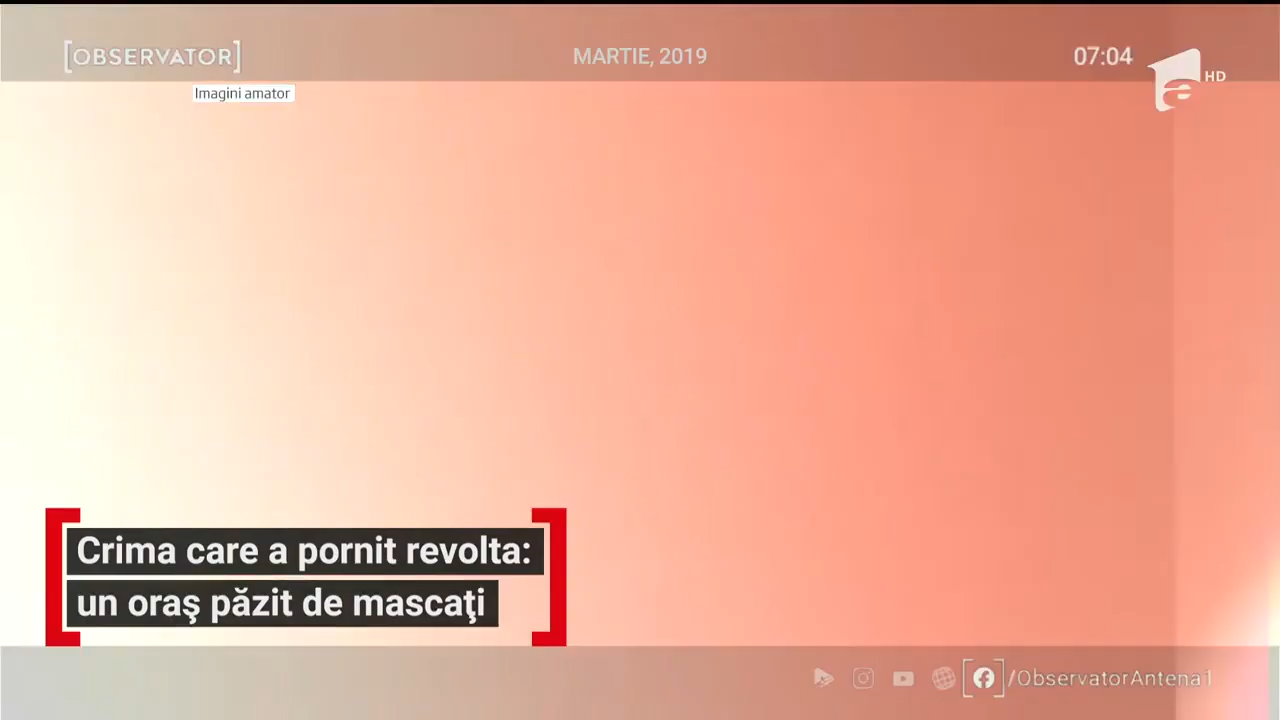 [OBSERVATOR]
MARTIE, 2019
07:04
HD
Imagini amator
Crima care a pornit revolta:
un oraş păzit de mascaţi
/ObservatorAntena1